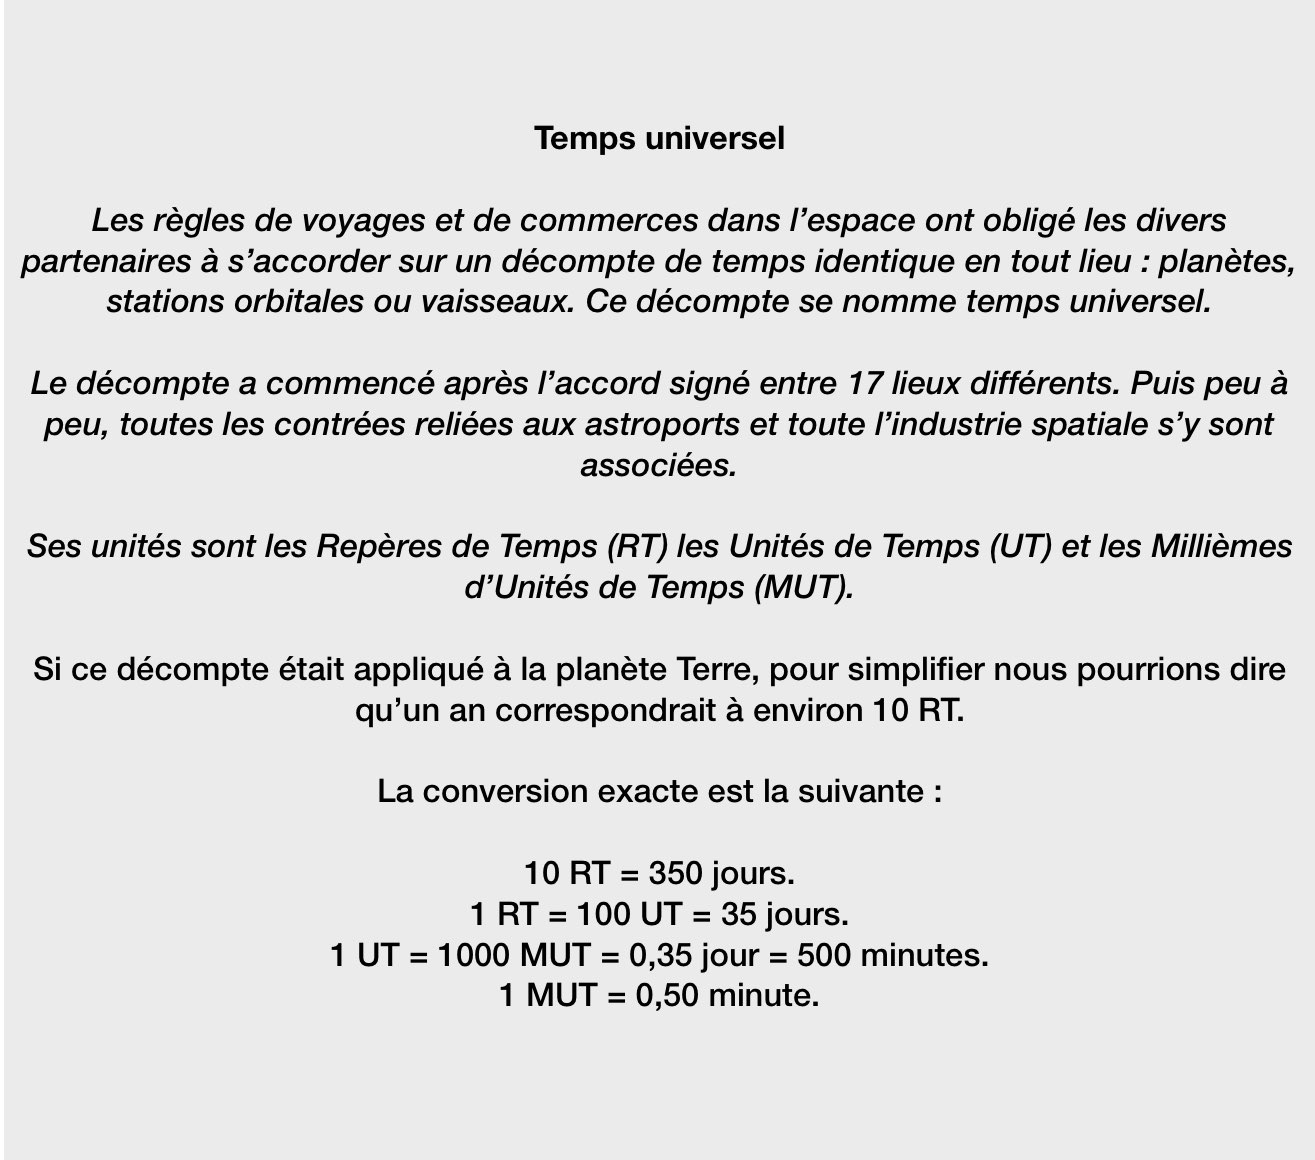 Temps universel
Les règles de voyages et de commerces dans l’espace ont obligé les divers
partenaires à s’accorder sur un décompte de temps identique en tout lieu : planètes,
stations orbitales ou vaisseaux. Ce décompte se nomme temps universel.
Le décompte a commencé après l’accord signé entre 17 lieux différents. Puis peu à
peu, toutes les contrées reliées aux astroports et toute l’industrie spatiale s’y sont
associées.
Ses unités sont les Repères de Temps (RT) les Unités de Temps (UT) et les Millièmes
d’Unités de Temps (MUT).
Si ce décompte était appliqué à la planète Terre, pour simplifier nous pourrions dire
qu’un an correspondrait à environ 10 RT.
La conversion exacte est la suivante :
10 RT = 350 jours.
1 RT = 100 UT = 35 jours.
1 UT = 1000 MUT = 0,35 jour = 500 minutes.
1 MUT = 0,50 minute.